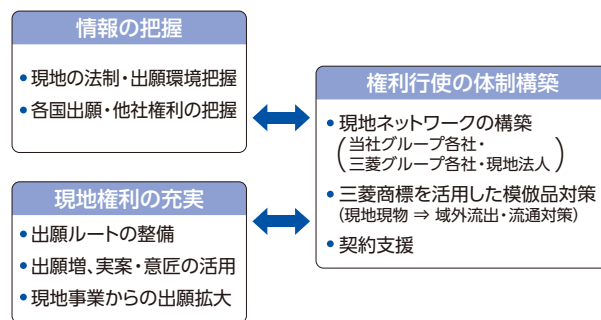 情報の把握
• 現地の法制・出願環境把握
• 各国出願・他社権利の把握
現地権利の充実
• 出願ルートの整備
• 出願増、実案・意匠の活用
• 現地事業からの出願拡大
権利行使の体制構築
• 現地ネットワークの構築
(当社グループ各社・
三菱グループ各社・現地法人)
• 三菱商標を活用した模倣品対策
(現地現物 ⇒ 域外流出・流通対策)
• 契約支援